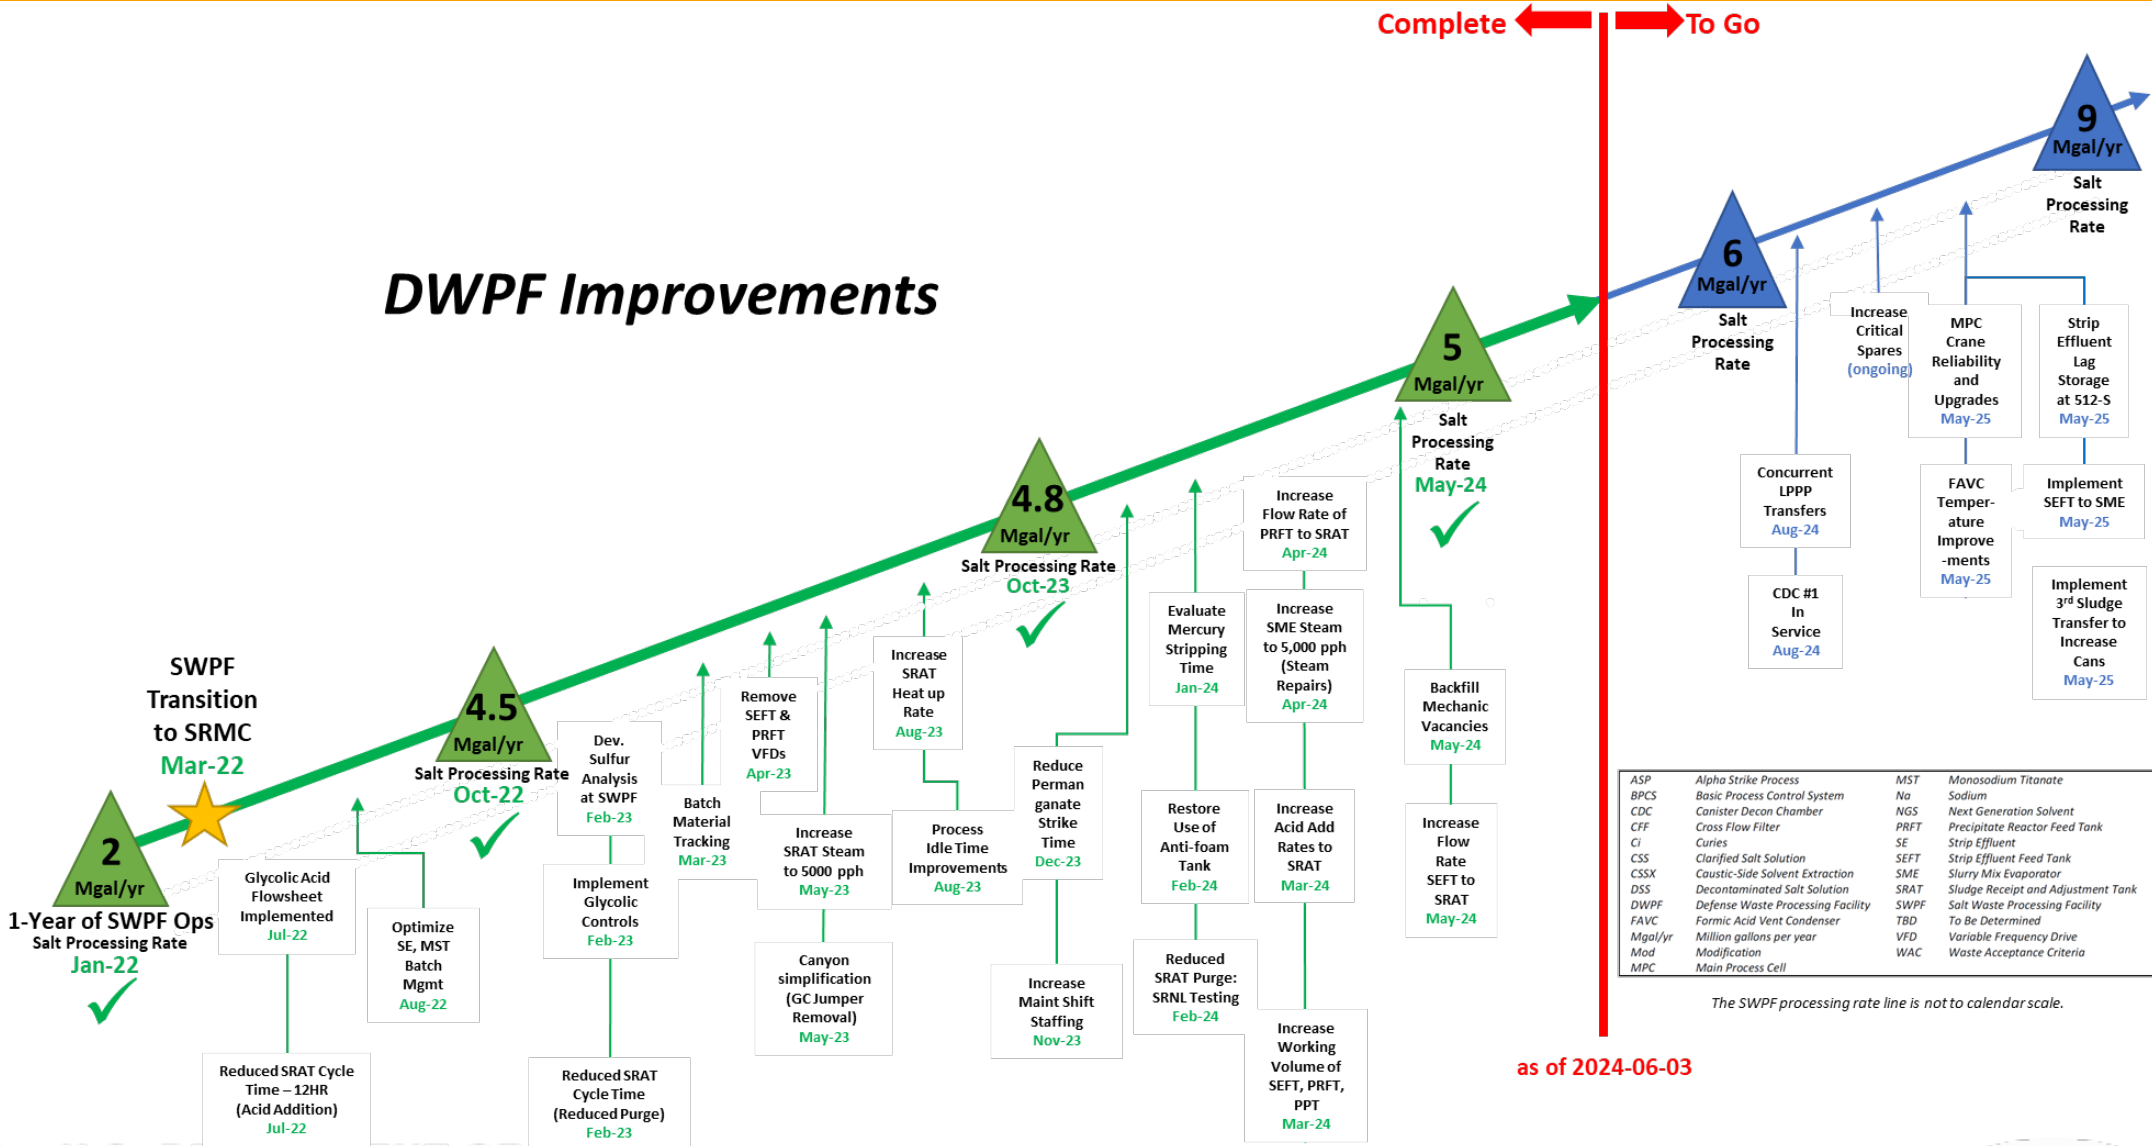 Complete
To Go
DWPF Improvements
2
Mgal/yr
1-Year of SWPF Ops
Salt Processing Rate
Jan-22
SWPF
Transition
to SRMC
Mar-22
Glycolic Acid
Flowsheet
Implemented
Jul-22
Reduced SRAT Cycle
Time – 12HR
(Acid Addition)
Jul-22
Optimize
SE, MST
Batch
Mgmt
Aug-22
4.5
Mgal/yr
Salt Processing Rate
Oct-22
Dev.
Sulfur
Analysis
at SWPF
Feb-23
Implement
Glycolic
Controls
Feb-23
Reduced SRAT
Cycle Time
(Reduced Purge)
Feb-23
Batch
Material
Tracking
Mar-23
Remove
SEFT &
PRFT
VFDs
Apr-23
Increase
SRAT Steam
to 5000 pph
May-23
Canyon
simplification
(GC Jumper
Removal)
May-23
Increase
SRAT
Heat up
Rate
Aug-23
Process
Idle Time
Improvements
Aug-23
4.8
Mgal/yr
Salt Processing Rate
Oct-23
Reduce
Perman
ganate
Strike
Time
Dec-23
Increase
Maint Shift
Staffing
Nov-23
Evaluate
Mercury
Stripping
Time
Jan-24
Restore
Use of
Anti-foam
Tank
Feb-24
Reduced
SRAT Purge:
SRNL Testing
Feb-24
Increase
Flow Rate of
PRFT to SRAT
Apr-24
Increase
SME Steam
to 5,000 pph
(Steam
Repairs)
Apr-24
Increase
Acid Add
Rates to
SRAT
Mar-24
Increase
Working
Volume of
SEFT, PRFT,
PPT
Mar-24
5
Mgal/yr
Salt
Processing
Rate
May-24
Backfill
Mechanic
Vacancies
May-24
Increase
Flow
Rate
SEFT to
SRAT
May-24
6
Mgal/yr
Salt
Processing
Rate
Concurrent
LPPP
Transfers
Aug-24
CDC #1
In
Service
Aug-24
Increase
Critical
Spares
(ongoing)
MPC
Crane
Reliability
and
Upgrades
May-25
FAVC
Temper-
ature
Improve
-ments
May-25
Strip
Effluent
Lag
Storage
at 512-S
May-25
Implement
SEFT to SME
May-25
Implement
3rd Sludge
Transfer to
Increase
Cans
May-25
9
Mgal/yr
Salt
Processing
Rate
ASP Alpha Strike Process MST Monosodium Titanate
BPCS Basic Process Control System Na Sodium
CDC Canister Decon Chamber NGS Next Generation Solvent
CFF Cross Flow Filter PRFT Precipitate Reactor Feed Tank
Ci Curies SE Strip Effluent
CSS Clarified Salt Solution SEFT Strip Effluent Feed Tank
CSSX Caustic-Side Solvent Extraction SME Slurry Mix Evaporator
DSS Decontaminated Salt Solution SRAT Sludge Receipt and Adjustment Tank
DWPF Defense Waste Processing Facility SWPF Salt Waste Processing Facility
FAVC Formic Acid Vent Condenser TBD To Be Determined
Mgal/yr Million gallons per year VFD Variable Frequency Drive
Mod Modification WAC Waste Acceptance Criteria
MPC Main Process Cell
The SWPF processing rate line is not to calendar scale.
as of 2024-06-03